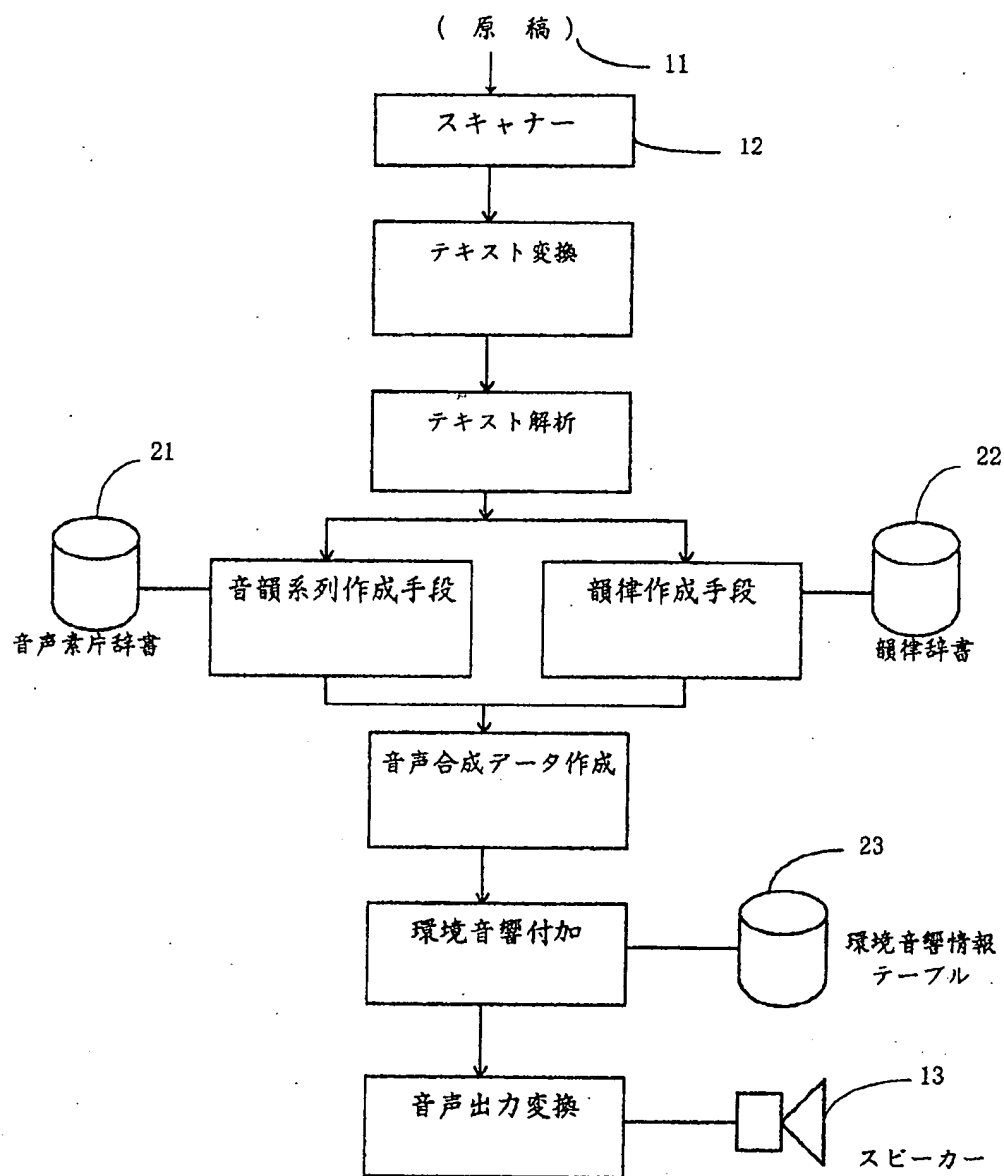 ( 原 稿 )
11
スキャナー
12
テキスト変換
テキスト解析
21
22
音韻系列作成手段
韻律作成手段
音声素片辞書
韻律辞書
音声合成データ作成
23
環境音響付加
環境音響情報
テーブル
13
音声出力変換
スピーカー